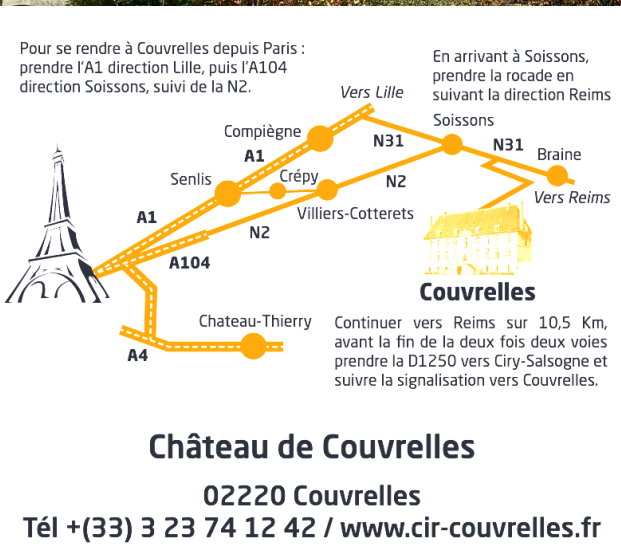 Pour se rendre à Couvrelles depuis Paris :
prendre l'A1 direction Lille, puis l'A104
direction Soissons, suivi de la N2.
En arrivant à Soissons,
prendre la rocade en
suivant la direction Reims
Vers Lille
Soissons
Compiègne
N31
N31
A1
Braine
Senlis
Crépy
N2
Vers Reims
Villiers-Cotterets
A1
N2
A104
Couvrelles
Chateau-Thierry
A4
Continuer vers Reims sur 10,5 Km,
avant la fin de la deux fois deux voies
prendre la D1250 vers Ciry-Salsogne et
suivre la signalisation vers Couvrelles.
Château de Couvrelles
02220 Couvrelles
Tél +(33) 3 23 74 12 42 / www.cir-couvrelles.fr